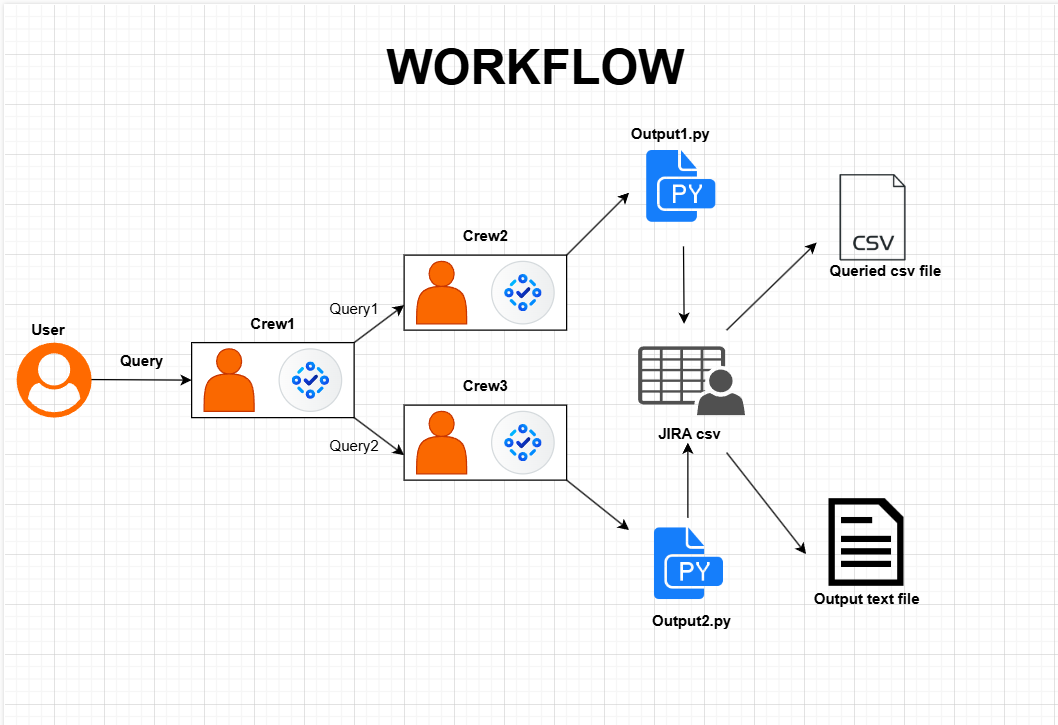 WORKFLOW
Output1.py
PY
CSV
Queried csv file
Crew2
Query1
User
Query
Crew1
Crew3
Query2
JIRA csv
PY
Output2.py
Output text file